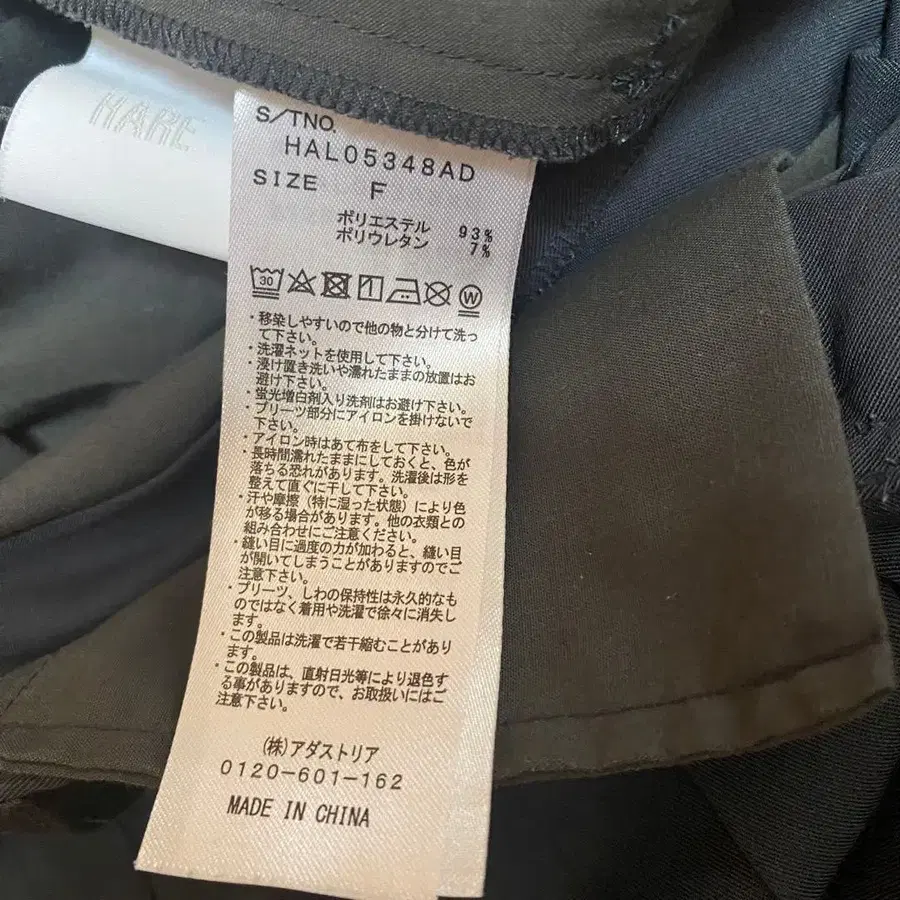 HARE
S/TNO.
HAL05348AD
SIZE F
ポリエステル 93%
ポリウレタン 7%
30
W
・移染しやすいので他の物と分けて洗っ
て下さい。
・洗濯ネットを使用して下さい。
・浸け置き洗いや濡れたままの放置はお
避け下さい。
・蛍光増白剤入り洗剤はお避け下さい。
・プリーツ部分にアイロンを掛けないで
下さい。
・アイロン時はあて布をして下さい。
・長時間濡れたままにしておくと、色が
落ちる恐れがあります。洗濯後は形を
整えて直ぐに干して下さい。
・汗や摩擦（特に湿った状態）により色
が移る場合があります。他の衣類との
組み合わせにご注意ください。
・縫い目に過度の力が加わると、縫い目
が開いてしまうことがありますのでご
注意下さい。
・プリーツ、しわの保持性は永久的なも
のではなく着用や洗濯で徐々に消失し
ます。
・この製品は洗濯で若干縮むことがあり
ます。
・この製品は、直射日光等により退色す
る事がありますので、お取扱いにはご
注意下さい。
(株)アダストリア
0120-601-162
MADE IN CHINA